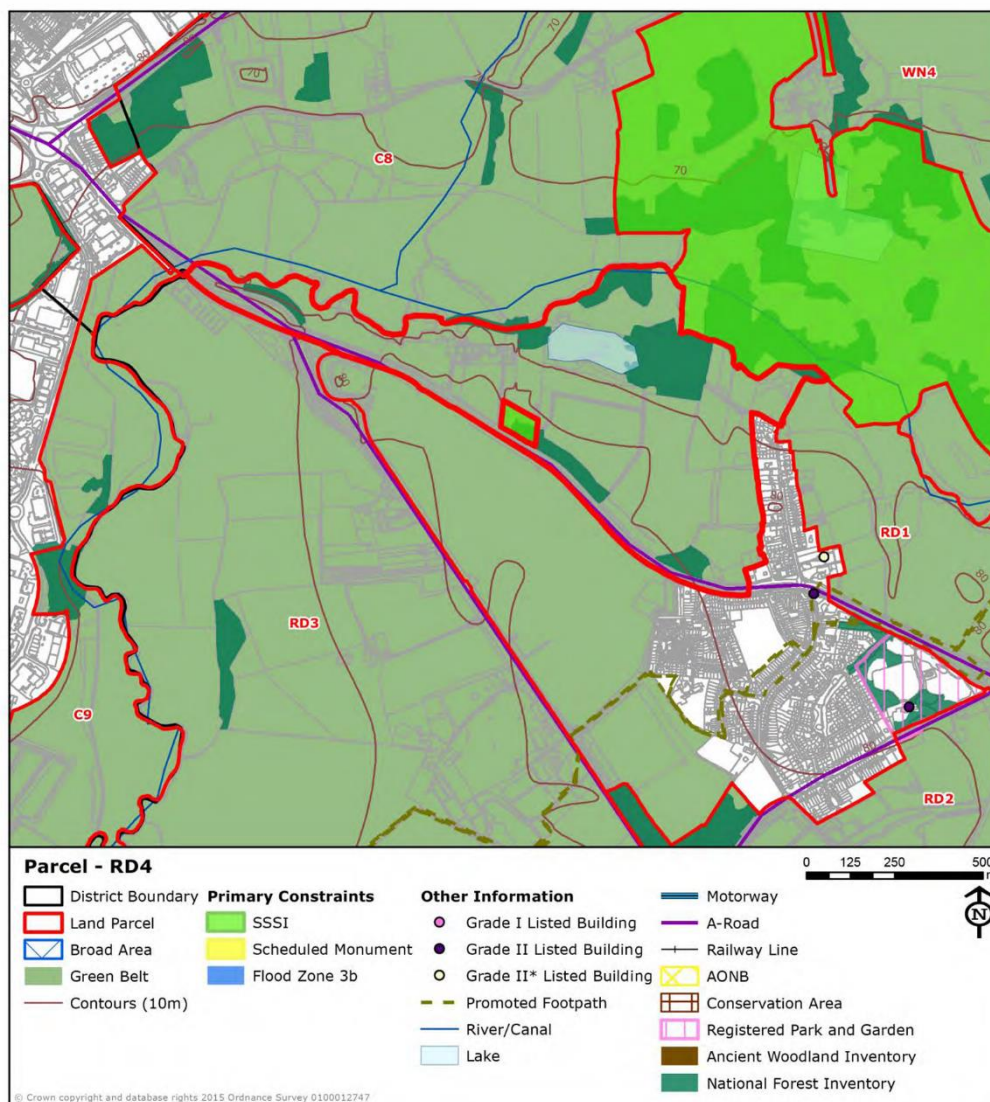 WN4
70
80
C8
70
80
RD1
80
80
RD3
C9
80
RD2
Parcel - RD4
0 125 250 500
m
N
District Boundary
Land Parcel
Broad Area
Green Belt
Contours (10m)
Primary Constraints
SSSI
Scheduled Monument
Flood Zone 3b
Other Information
Grade I Listed Building
Grade II Listed Building
Grade II* Listed Building
Promoted Footpath
River/Canal
Lake
Motorway
A-Road
Railway Line
AONB
Conservation Area
Registered Park and Garden
Ancient Woodland Inventory
National Forest Inventory
© Crown copyright and database rights 2015 Ordnance Survey 0100012747